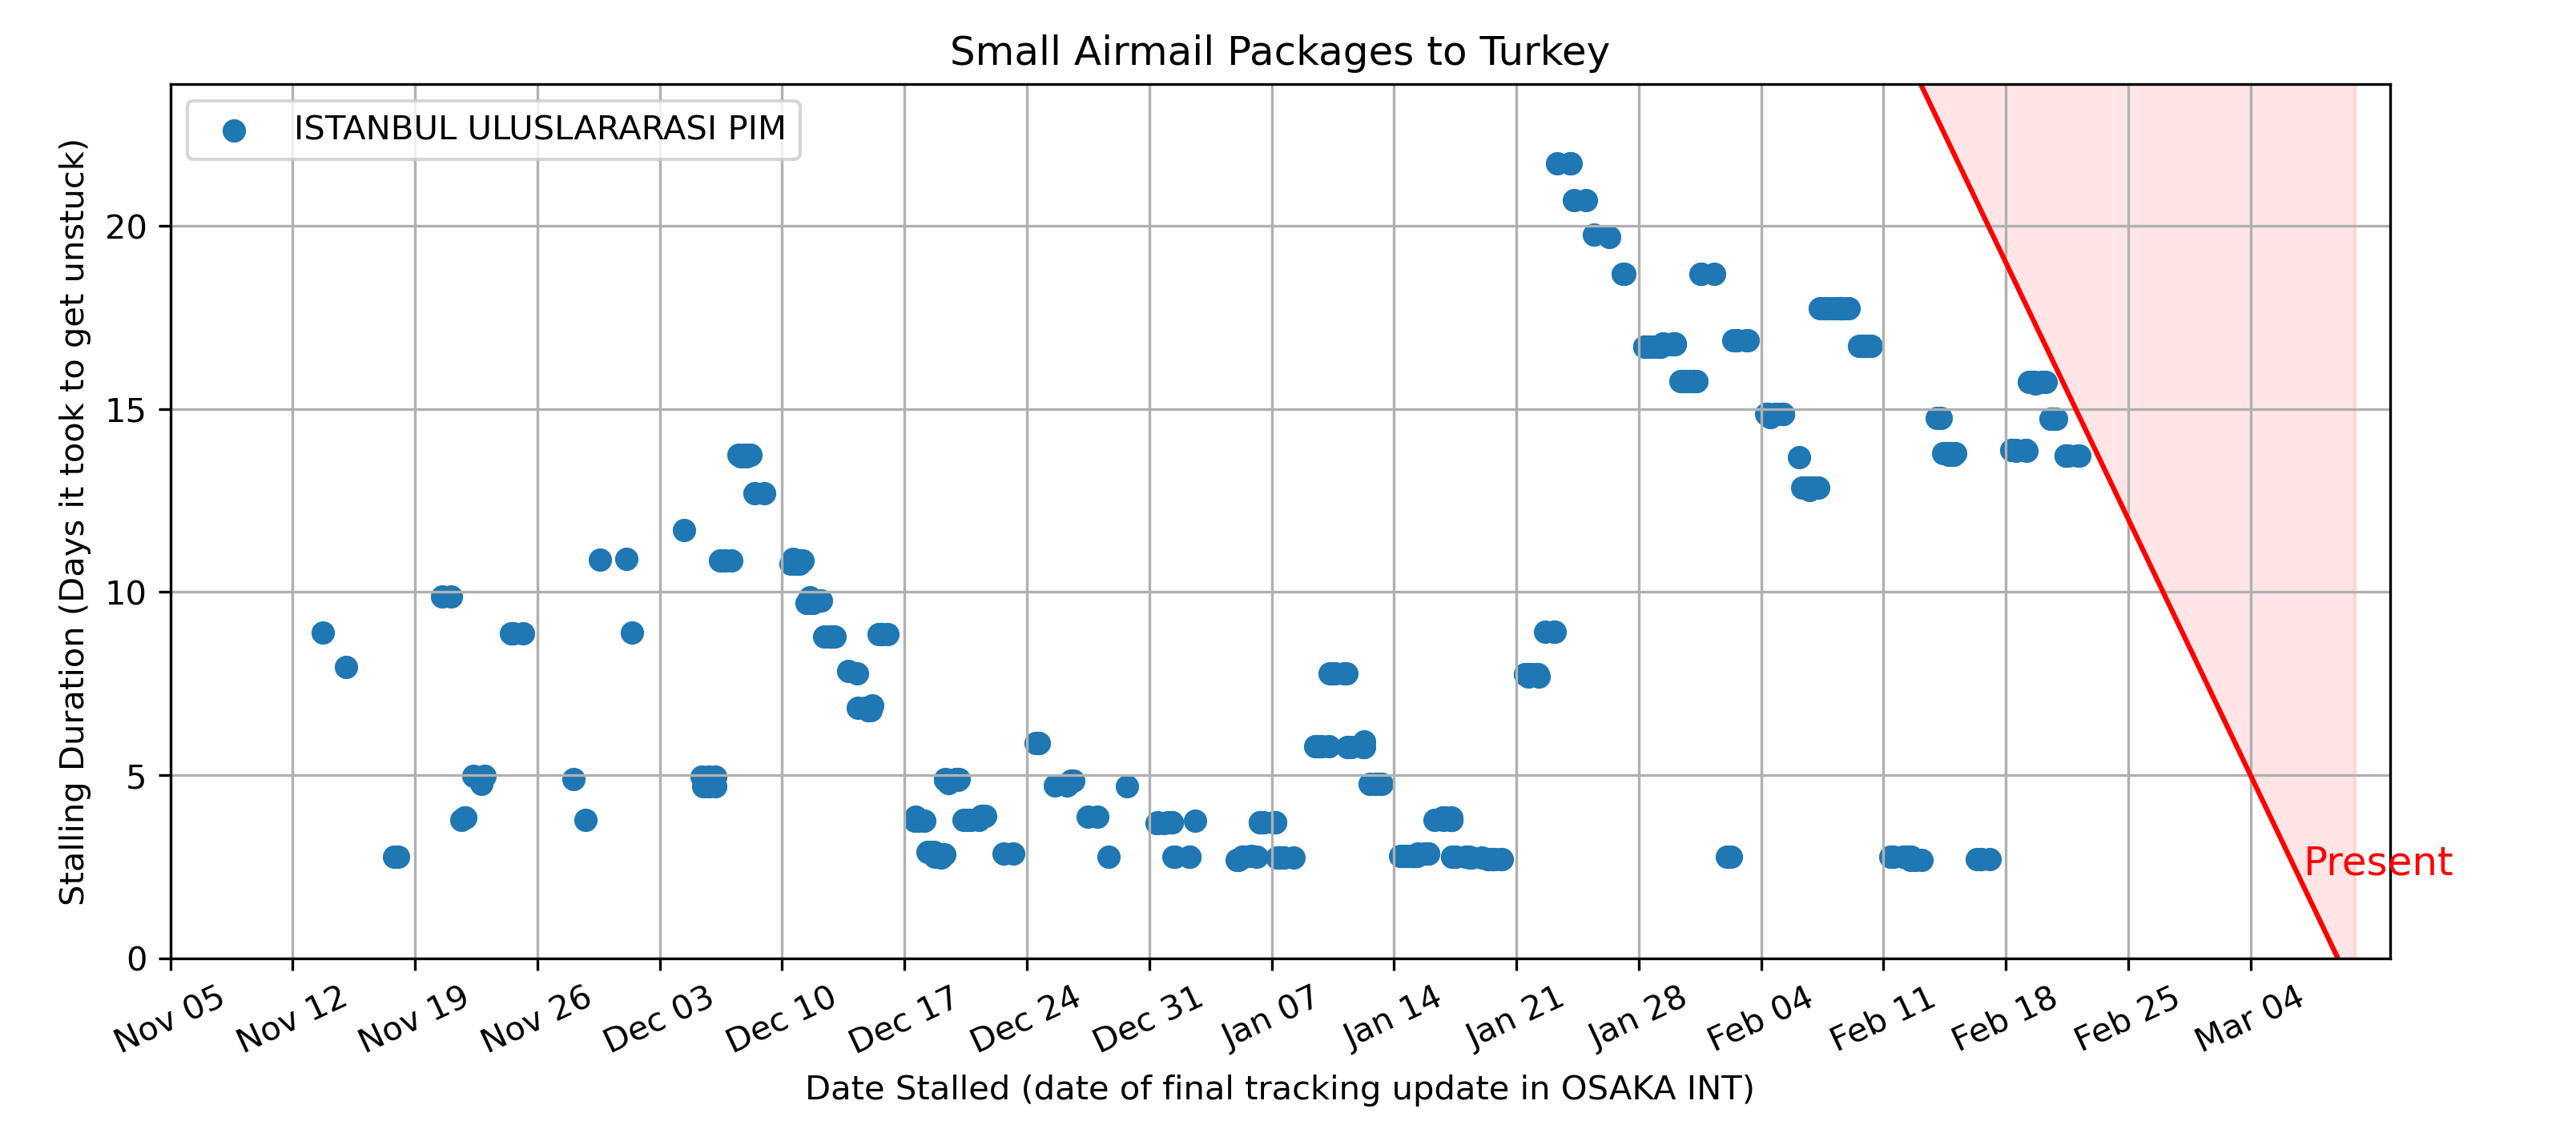 Small Airmail Packages to Turkey
ISTANBUL ULUSLARARASI PIM
Stalling Duration (Days it took to get unstuck)
20
15
10
5
0
Present
Nov 05
Nov 12
Nov 19
Nov 26
Dec 03
Dec 10
Dec 17
Dec 24
Dec 31
Jan 07
Jan 14
Jan 21
Jan 28
Feb 04
Feb 11
Feb 18
Feb 25
Mar 04
Date Stalled (date of final tracking update in OSAKA INT)